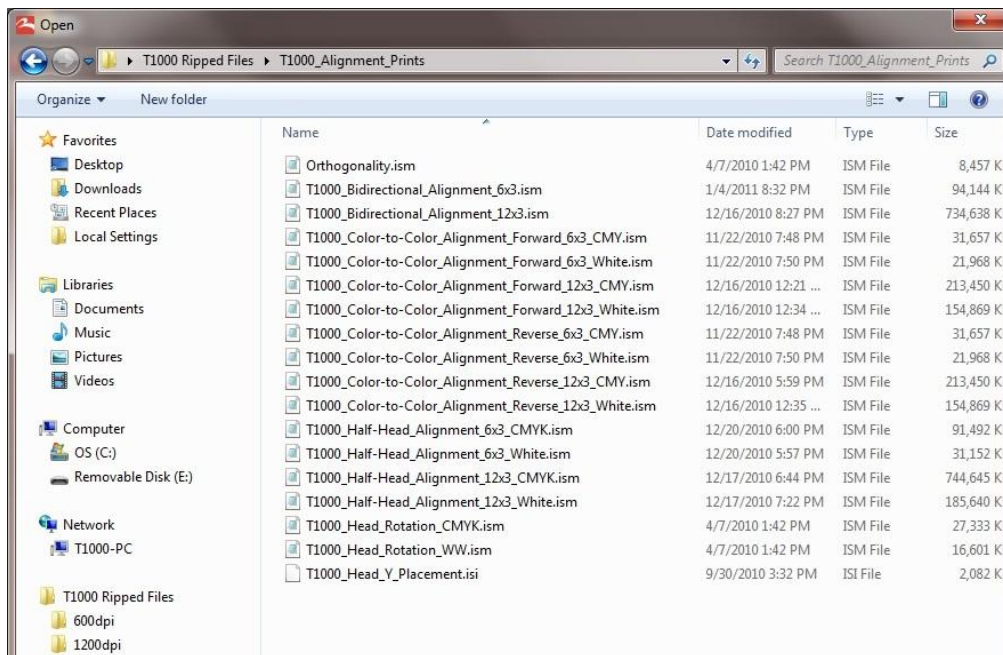 Open
T1000 Ripped Files T1000_Alignment_Prints Search T1000_Alignment_Prints
Organize New folder
Name Date modified Type Size
Favorites
Desktop
Downloads
Recent Places
Local Settings
Libraries
Documents
Music
Pictures
Videos
Computer
OS (C:)
Removable Disk (E:)
Network
T1000-PC
T1000 Ripped Files
600dpi
1200dpi
Orthogonality.ism 4/7/2010 1:42 PM ISM File 8,457 K
T1000_Bidirectional_Alignment_6x3.ism 1/4/2011 8:32 PM ISM File 94,144 K
T1000_Bidirectional_Alignment_12x3.ism 12/16/2010 8:27 PM ISM File 734,638 K
T1000_Color-to-Color_Alignment_Forward_6x3_CMY.ism 11/22/2010 7:48 PM ISM File 31,657 K
T1000_Color-to-Color_Alignment_Forward_6x3_White.ism 11/22/2010 7:50 PM ISM File 21,968 K
T1000_Color-to-Color_Alignment_Forward_12x3_CMY.ism 12/16/2010 12:21 ... ISM File 213,450 K
T1000_Color-to-Color_Alignment_Forward_12x3_White.ism 12/16/2010 12:34 ... ISM File 154,869 K
T1000_Color-to-Color_Alignment_Reverse_6x3_CMY.ism 11/22/2010 7:48 PM ISM File 31,657 K
T1000_Color-to-Color_Alignment_Reverse_6x3_White.ism 11/22/2010 7:50 PM ISM File 21,968 K
T1000_Color-to-Color_Alignment_Reverse_12x3_CMY.ism 12/16/2010 5:59 PM ISM File 213,450 K
T1000_Color-to-Color_Alignment_Reverse_12x3_White.ism 12/16/2010 12:35 ... ISM File 154,869 K
T1000_Half-Head_Alignment_6x3_CMYK.ism 12/20/2010 6:00 PM ISM File 91,492 K
T1000_Half-Head_Alignment_6x3_White.ism 12/20/2010 5:57 PM ISM File 31,152 K
T1000_Half-Head_Alignment_12x3_CMYK.ism 12/17/2010 6:44 PM ISM File 744,645 K
T1000_Half-Head_Alignment_12x3_White.ism 12/17/2010 7:22 PM ISM File 185,640 K
T1000_Head_Rotation_CMYK.ism 4/7/2010 1:42 PM ISM File 27,333 K
T1000_Head_Rotation_WW.ism 4/7/2010 1:42 PM ISM File 16,601 K
T1000_Head_Y_Placement.isi 9/30/2010 3:32 PM ISI File 2,082 K